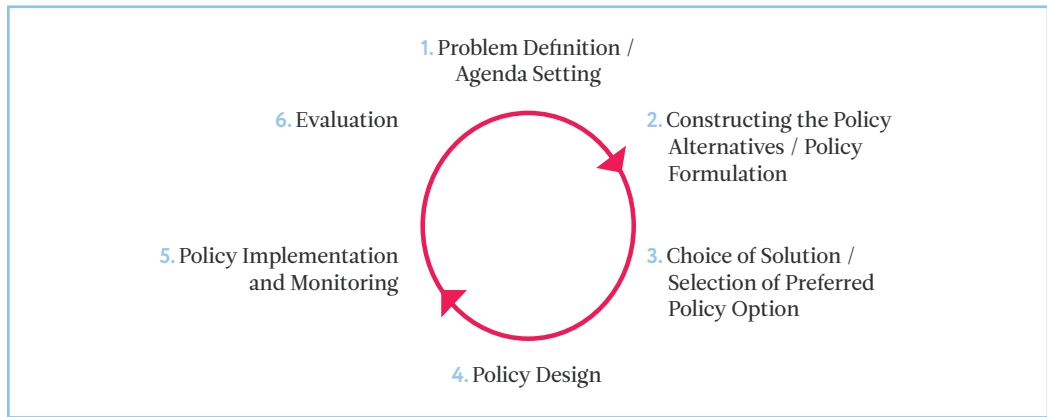 1. Problem Definition /
Agenda Setting
2. Constructing the Policy
Alternatives / Policy
Formulation
3. Choice of Solution /
Selection of Preferred
Policy Option
4. Policy Design
5. Policy Implementation
and Monitoring
6. Evaluation